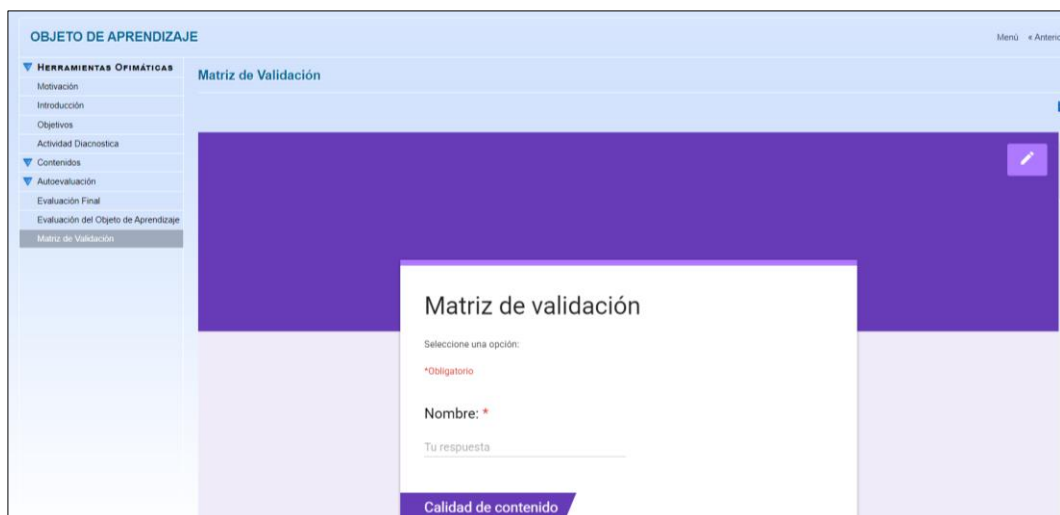 OBJETO DE APRENDIZAJE
Menú « Anterio
HERRAMIENTAS OFIMÁTICAS
Motivación
Introducción
Objetivos
Actividad Diagnostica
Contenidos
Autoevaluación
Evaluación Final
Evaluación del Objeto de Aprendizaje
Matriz de Validación
Matriz de Validación
Matriz de validación
Seleccione una opción:
*Obligatorio
Nombre: *
Tu respuesta
Calidad de contenido